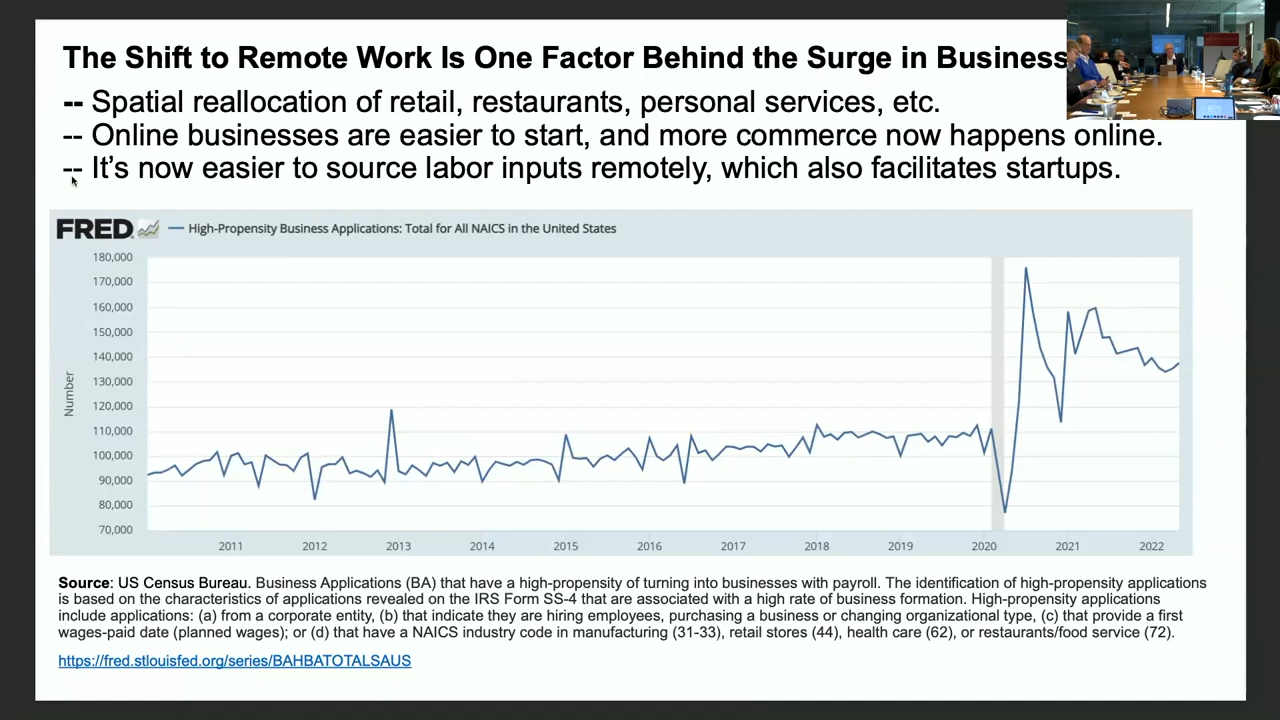 The Shift to Remote Work Is One Factor Behind the Surge in Business
-- Spatial reallocation of retail, restaurants, personal services, etc.
-- Online businesses are easier to start, and more commerce now happens online.
-- It’s now easier to source labor inputs remotely, which also facilitates startups.
FRED
High-Propensity Business Applications: Total for All NAICS in the United States
180,000
170,000
160,000
150,000
140,000
130,000
120,000
110,000
100,000
90,000
80,000
70,000
Number
2011 2012 2013 2014 2015 2016 2017 2018 2019 2020 2021 2022
Source: US Census Bureau. Business Applications (BA) that have a high-propensity of turning into businesses with payroll. The identification of high-propensity applications
is based on the characteristics of applications revealed on the IRS Form SS-4 that are associated with a high rate of business formation. High-propensity applications
include applications: (a) from a corporate entity, (b) that indicate they are hiring employees, purchasing a business or changing organizational type, (c) that provide a first
wages-paid date (planned wages); or (d) that have a NAICS industry code in manufacturing (31-33), retail stores (44), health care (62), or restaurants/food service (72).
https://fred.stlouisfed.org/series/BAHBATOTALSAUS